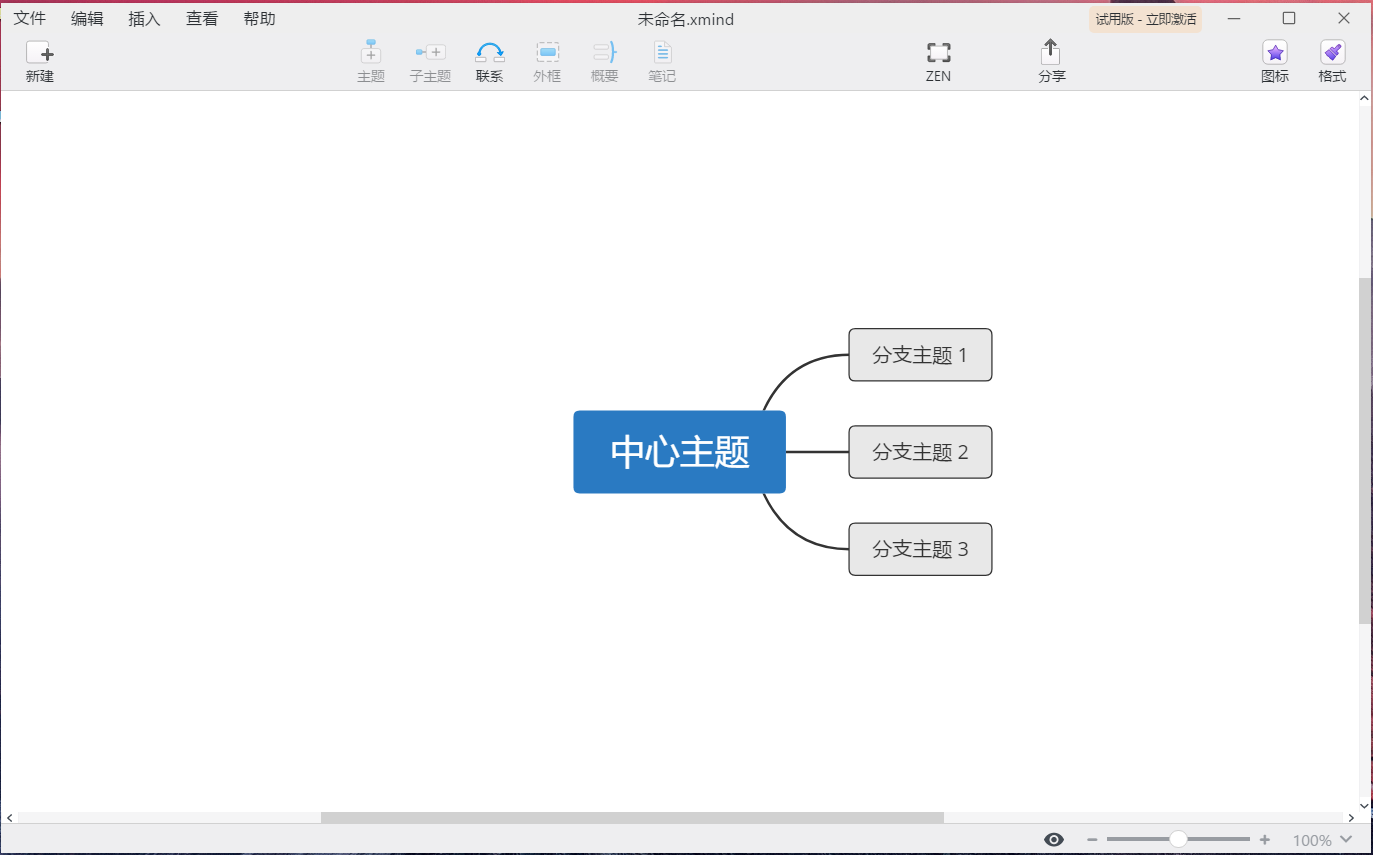 文件 编辑 插入 查看 帮助 未命名.xmind 试用版 - 立即激活
新建 主题 子主题 联系 外框 概要 笔记 ZEN 分享 图标 格式
分支主题 1
中心主题
分支主题 2
分支主题 3
100%